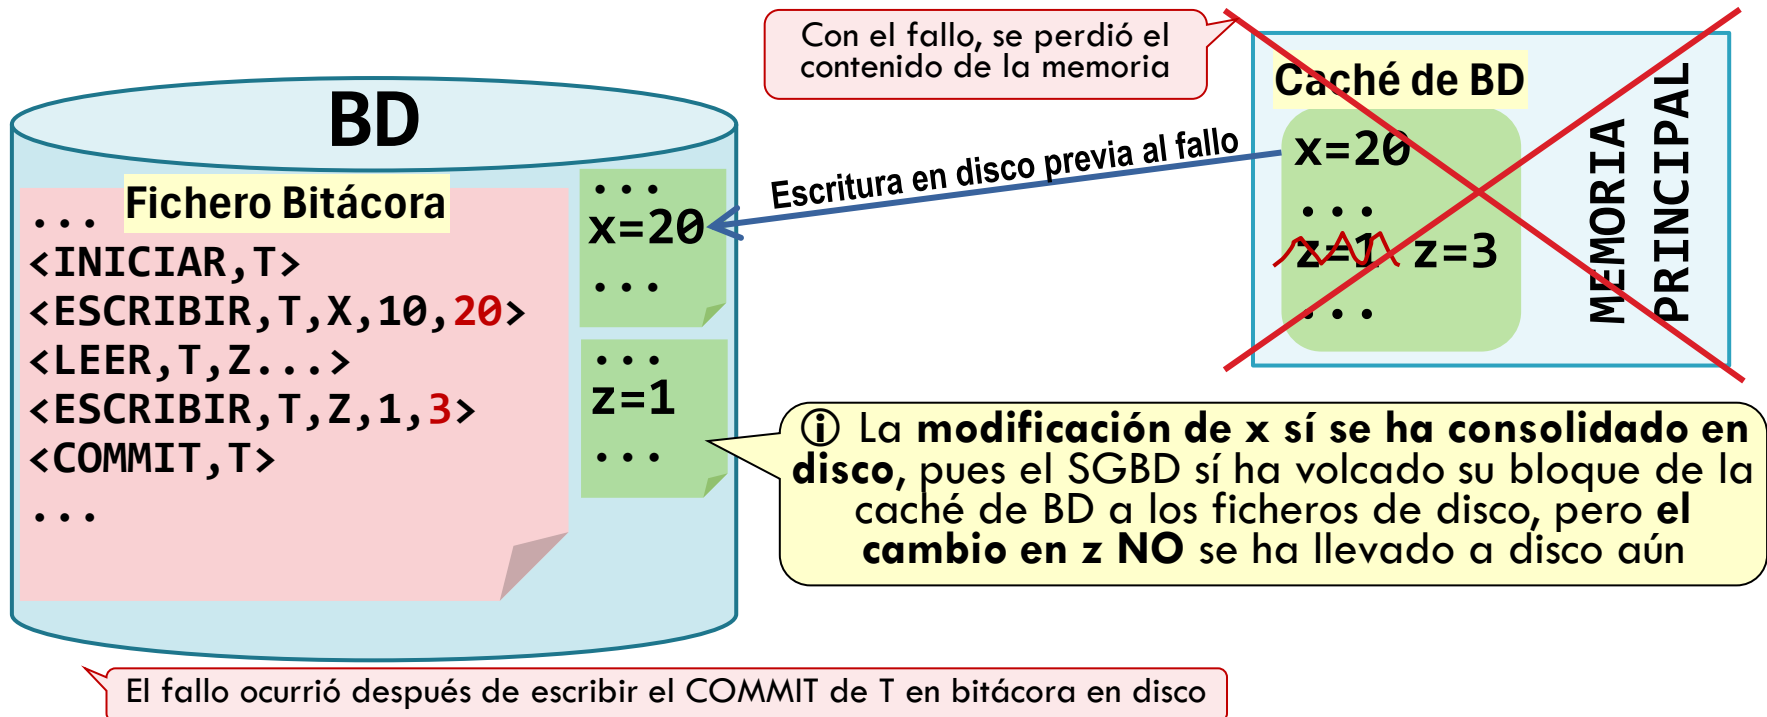 Con el fallo, se perdió el
contenido de la memoria
BD
Fichero Bitácora
...
<INICIAR,T>
<ESCRIBIR,T,X,10,20>
<LEER,T,Z...>
<ESCRIBIR,T,Z,1,3>
<COMMIT,T>
...
...
x=20
...
...
z=1
...
Escritura en disco previa al fallo
Caché de BD
x=20
...
z=1 z=3
...
MEMORIA
PRINCIPAL
ⓘ La modificación de x sí se ha consolidado en
disco, pues el SGBD sí ha volcado su bloque de la
caché de BD a los ficheros de disco, pero el
cambio en z NO se ha llevado a disco aún
El fallo ocurrió después de escribir el COMMIT de T en bitácora en disco